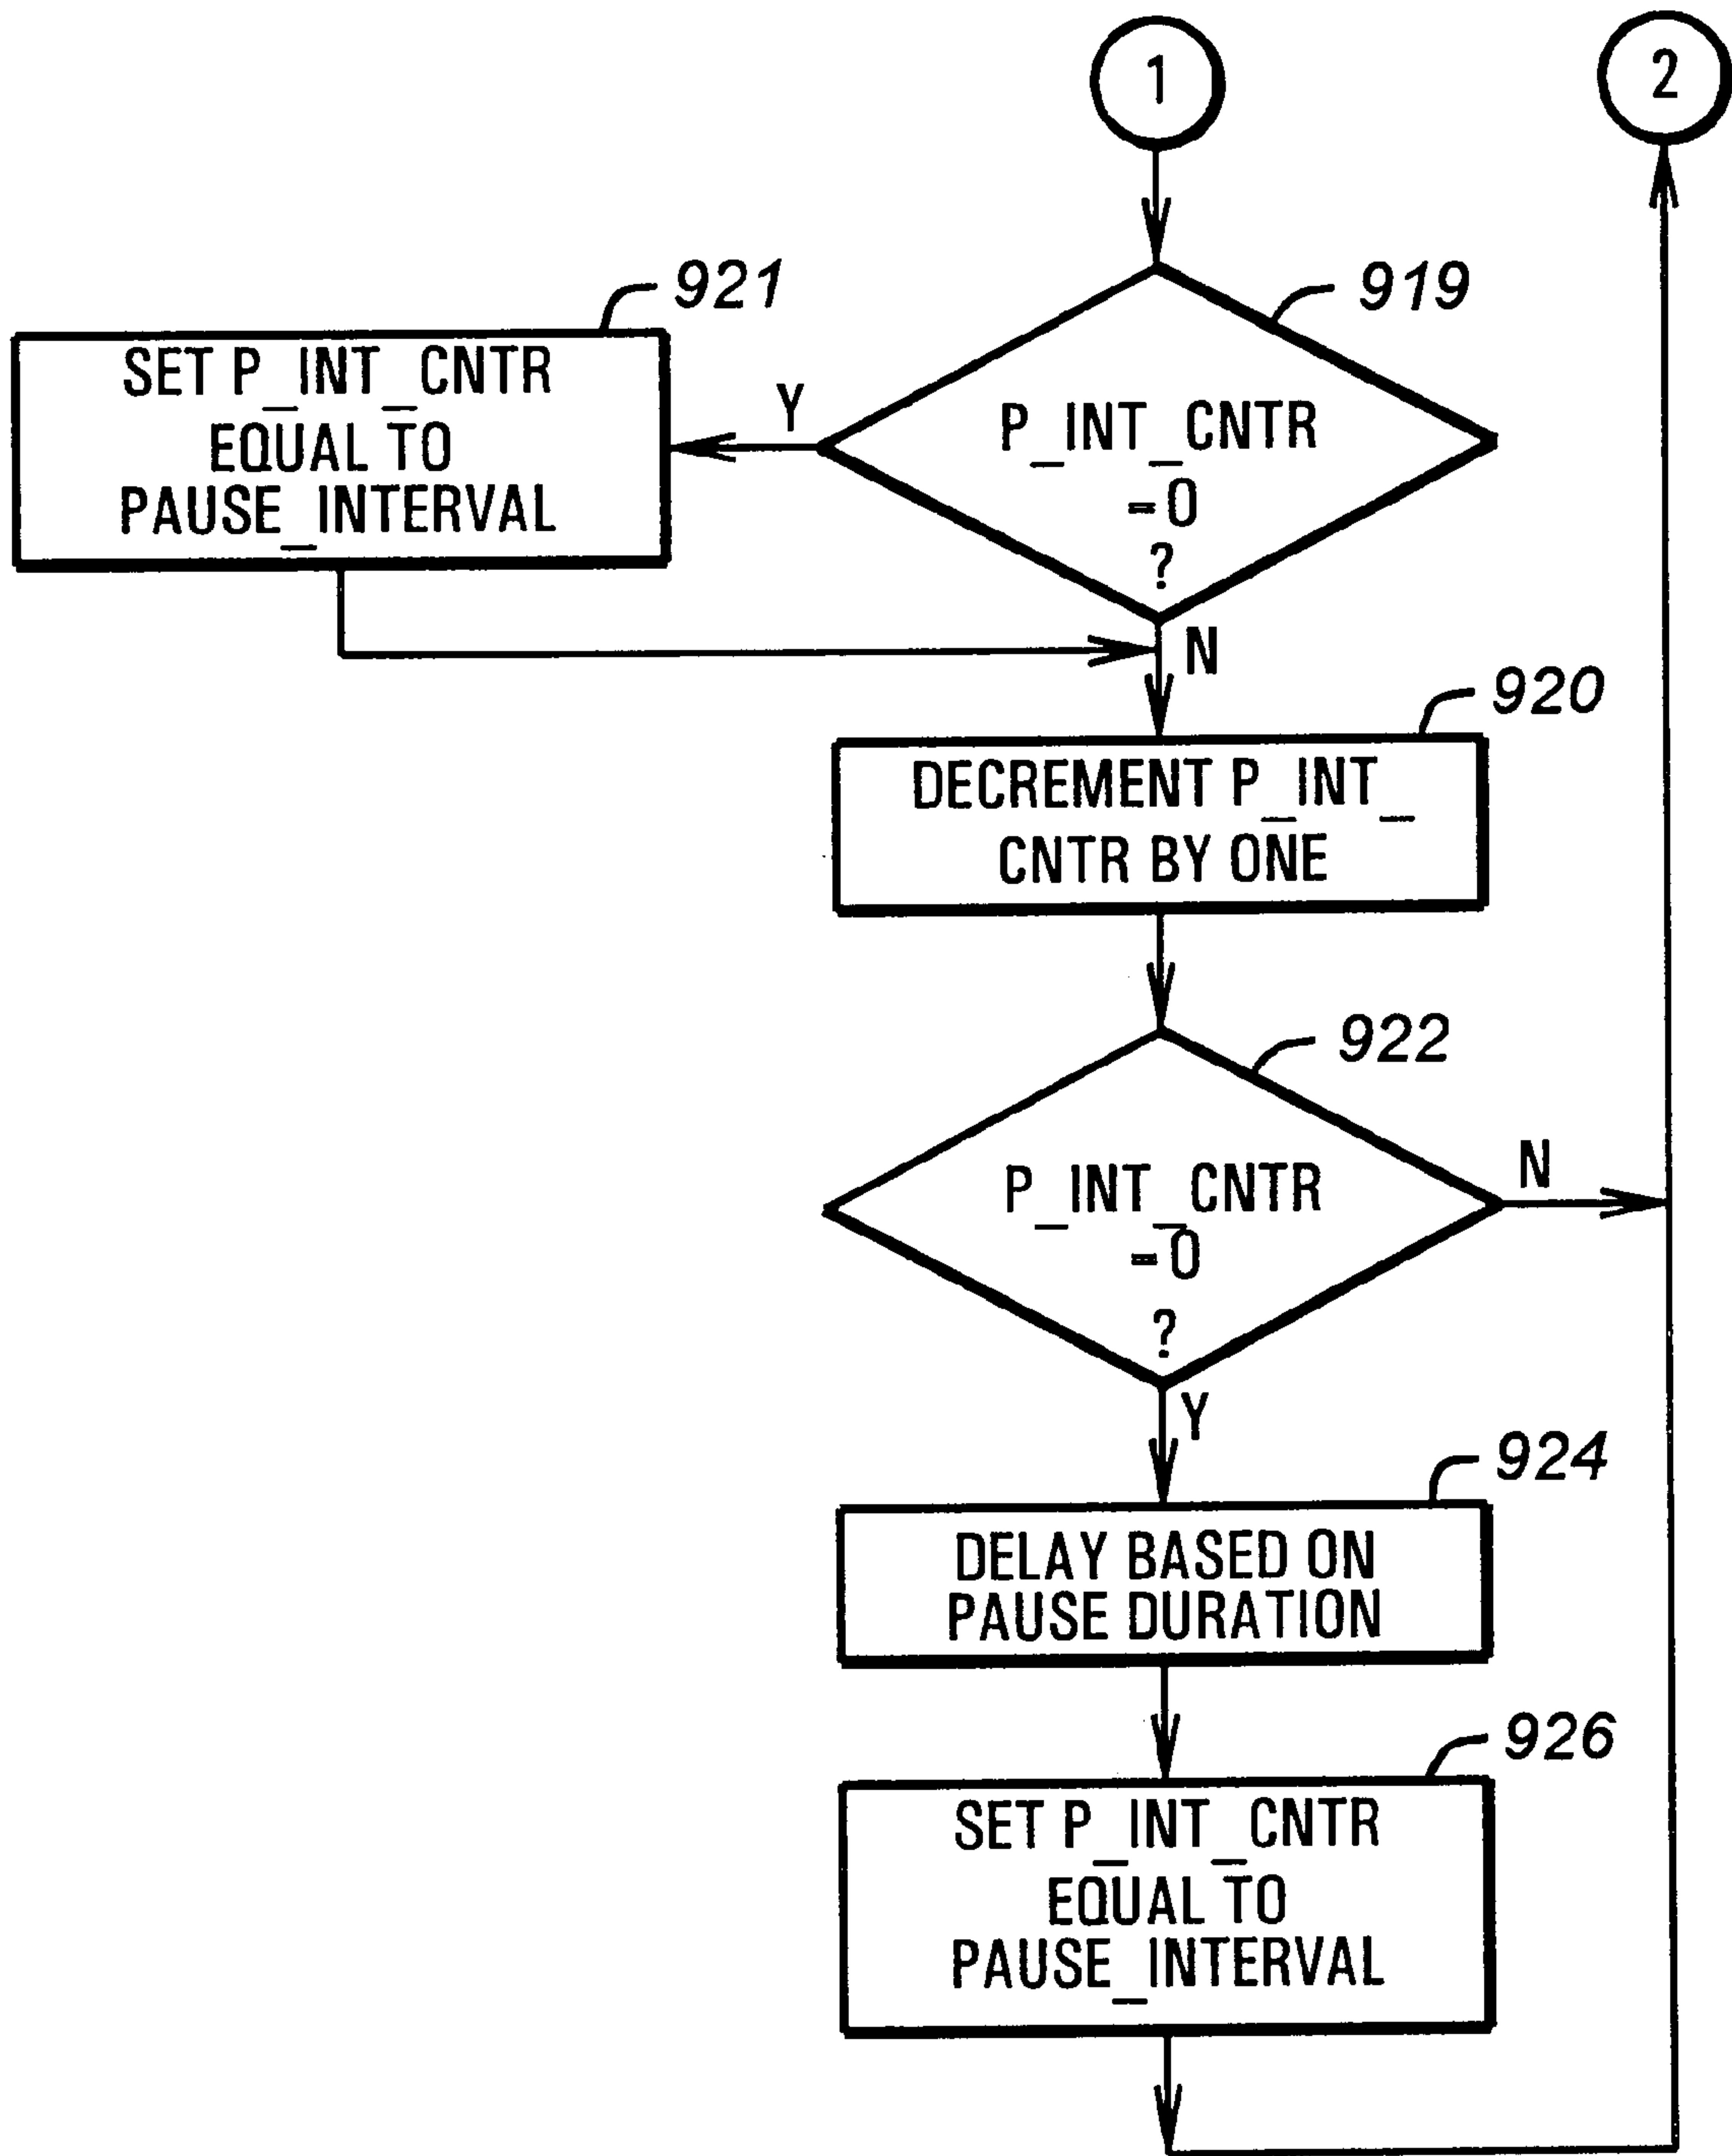 1
2
919
921
P_INT_CNTR
=0
?
Y
SET P_INT_CNTR
EQUAL TO
PAUSE_INTERVAL
N
920
DECREMENT P_INT_
CNTR BY ONE
922
P_INT_CNTR
=0
?
N
Y
924
DELAY BASED ON
PAUSE DURATION
926
SET P_INT_CNTR
EQUAL TO
PAUSE_INTERVAL